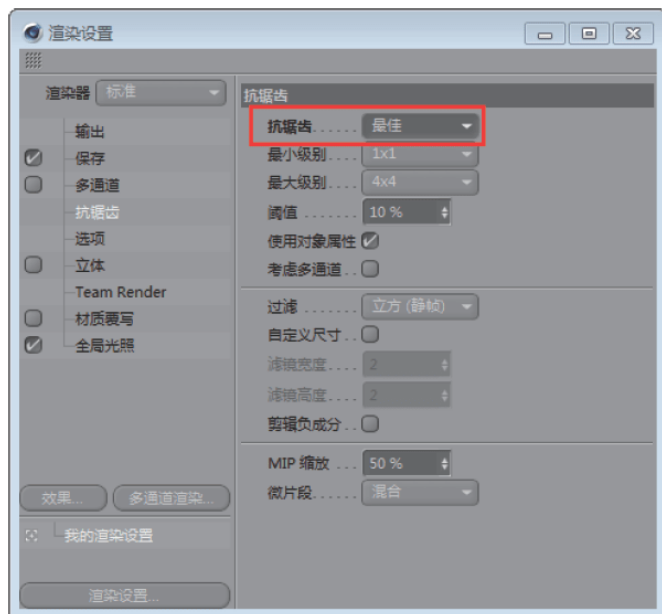 渲染设置
渲染器 标准
输出
保存
多通道
抗锯齿
选项
立体
Team Render
材质覆写
全局光照
效果... 多通道渲染...
我的渲染设置
渲染设置...
抗锯齿
抗锯齿...... 最佳
最小级别.... 1x1
最大级别.... 4x4
阈值....... 10 %
使用对象属性
考虑多通道..
过滤....... 立方 (静帧)
自定义尺寸..
滤镜宽度.... 2
滤镜高度.... 2
剪辑负成分..
MIP 缩放... 50 %
微片段...... 混合